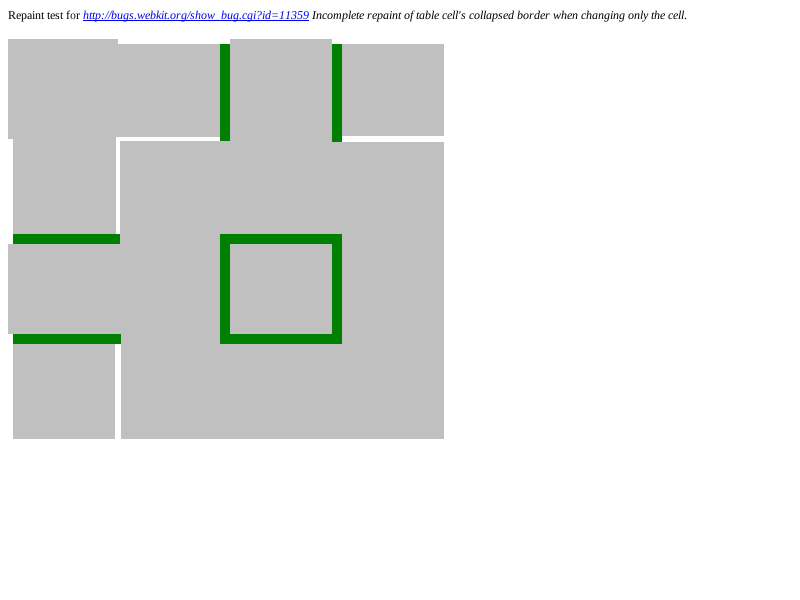 Repaint test for http://bugs.webkit.org/show_bug.cgi?id=11359 Incomplete repaint of table cell's collapsed border when changing only the cell.